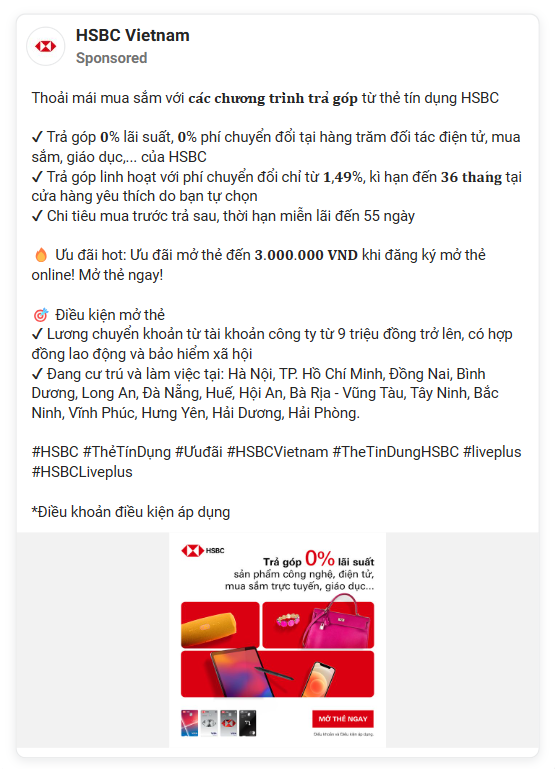 HSBC Vietnam
Sponsored
Thoải mái mua sắm với các chương trình trả góp từ thẻ tín dụng HSBC
✓ Trả góp 0% lãi suất, 0% phí chuyển đổi tại hàng trăm đối tác điện tử, mua
sắm, giáo dục,... của HSBC
✓ Trả góp linh hoạt với phí chuyển đổi chỉ từ 1,49%, kì hạn đến 36 tháng tại
cửa hàng yêu thích do bạn tự chọn
✓ Chi tiêu mua trước trả sau, thời hạn miễn lãi đến 55 ngày
🔥 Ưu đãi hot: Ưu đãi mở thẻ đến 3.000.000 VND khi đăng ký mở thẻ
online! Mở thẻ ngay!
🎯 Điều kiện mở thẻ
✓ Lương chuyển khoản từ tài khoản công ty từ 9 triệu đồng trở lên, có hợp
đồng lao động và bảo hiểm xã hội
✓ Đang cư trú và làm việc tại: Hà Nội, TP. Hồ Chí Minh, Đồng Nai, Bình
Dương, Long An, Đà Nẵng, Huế, Hội An, Bà Rịa - Vũng Tàu, Tây Ninh, Bắc
Ninh, Vĩnh Phúc, Hưng Yên, Hải Dương, Hải Phòng.
#HSBC #ThẻTínDụng #Ưuđãi #HSBCVietnam #TheTinDungHSBC #liveplus
#HSBCLiveplus
*Điều khoản điều kiện áp dụng
HSBC
Trả góp 0% lãi suất
sản phẩm công nghệ, điện tử,
mua sắm trực tuyến, giáo dục...
MỞ THẺ NGAY
Điều khoản và Điều kiện áp dụng.